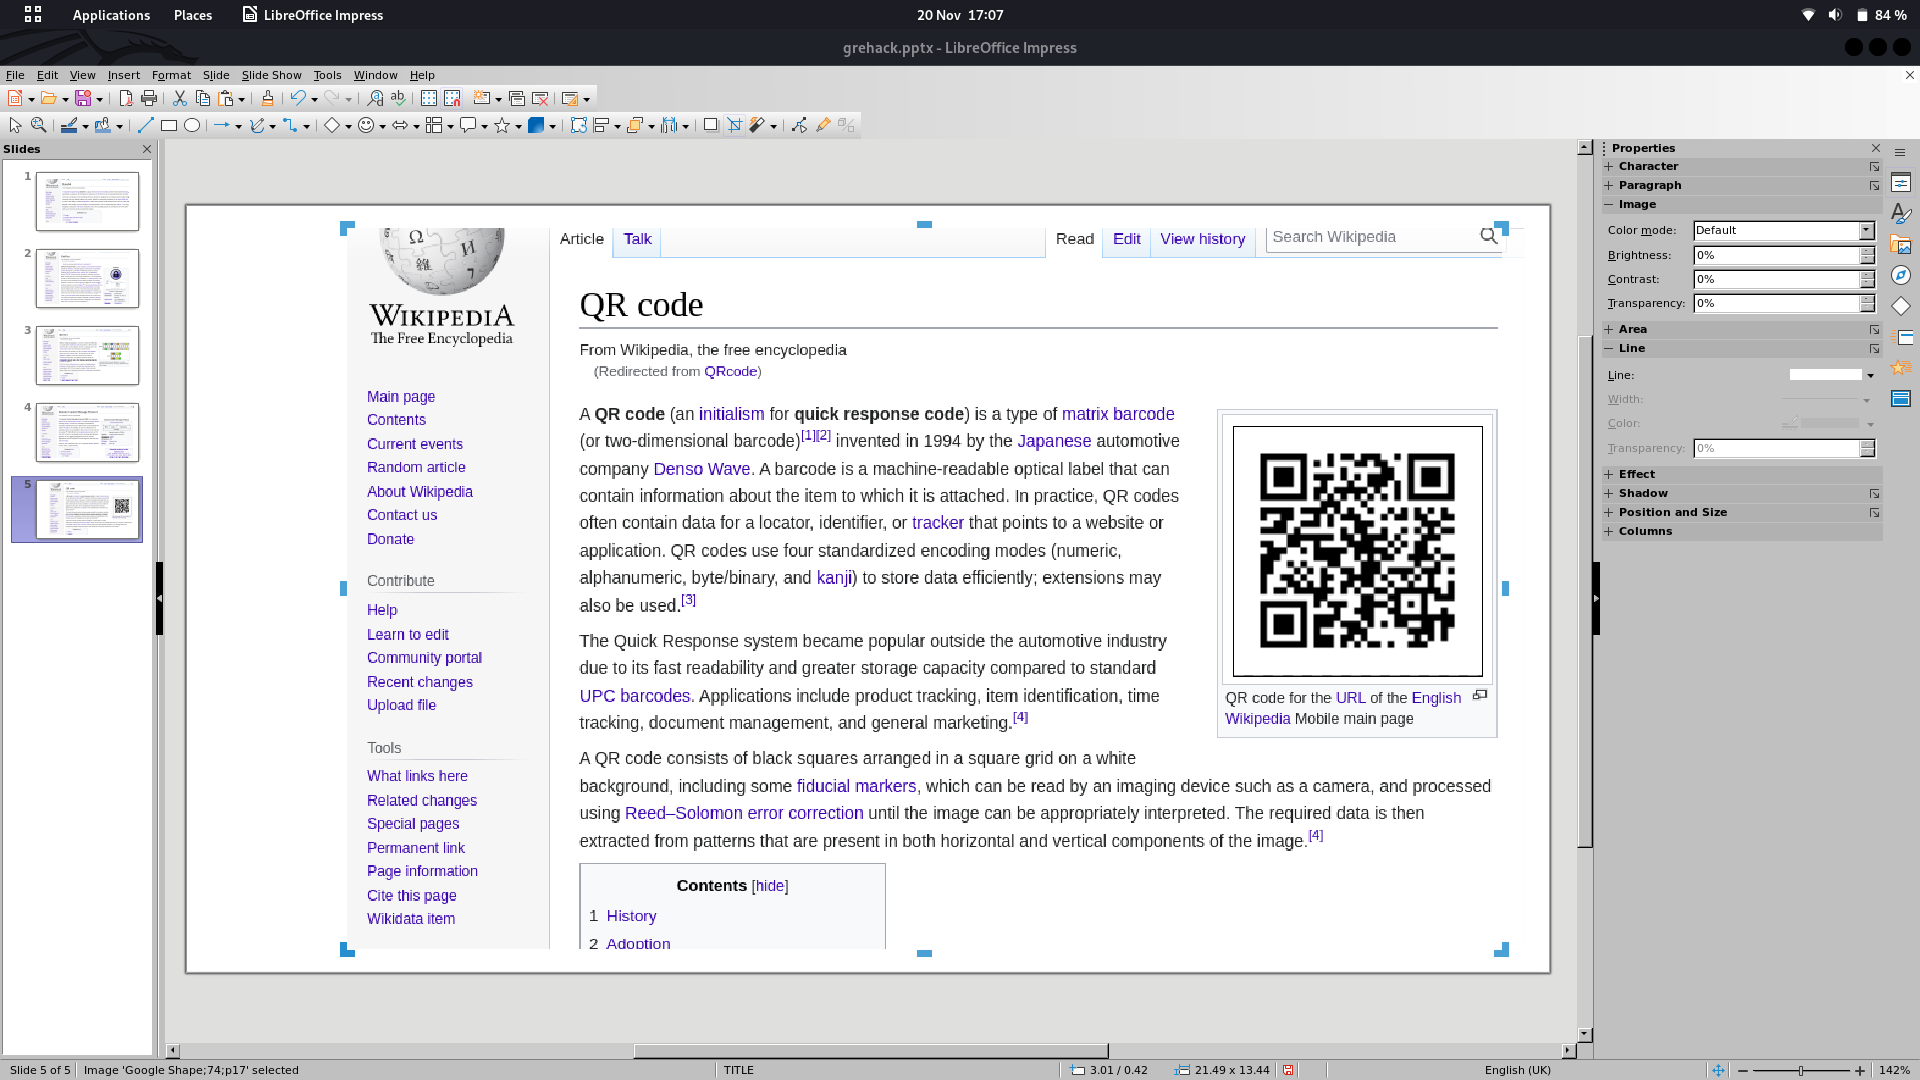 Applications Places LibreOffice Impress 20 Nov 17:07 84 %
grehack.pptx - LibreOffice Impress
File Edit View Insert Format Slide Slide Show Tools Window Help
Slides
1
2
3
4
5
Article Talk Read Edit View history Search Wikipedia
WIKIPEDIA
The Free Encyclopedia
Main page
Contents
Current events
Random article
About Wikipedia
Contact us
Donate
Contribute
Help
Learn to edit
Community portal
Recent changes
Upload file
Tools
What links here
Related changes
Special pages
Permanent link
Page information
Cite this page
Wikidata item
QR code
From Wikipedia, the free encyclopedia
(Redirected from QRcode)
A QR code (an initialism for quick response code) is a type of matrix barcode
(or two-dimensional barcode)[1][2] invented in 1994 by the Japanese automotive
company Denso Wave. A barcode is a machine-readable optical label that can
contain information about the item to which it is attached. In practice, QR codes
often contain data for a locator, identifier, or tracker that points to a website or
application. QR codes use four standardized encoding modes (numeric,
alphanumeric, byte/binary, and kanji) to store data efficiently; extensions may
also be used.[3]
The Quick Response system became popular outside the automotive industry
due to its fast readability and greater storage capacity compared to standard
UPC barcodes. Applications include product tracking, item identification, time
tracking, document management, and general marketing.[4]
A QR code consists of black squares arranged in a square grid on a white
background, including some fiducial markers, which can be read by an imaging device such as a camera, and processed
using Reed–Solomon error correction until the image can be appropriately interpreted. The required data is then
extracted from patterns that are present in both horizontal and vertical components of the image.[4]
QR code for the URL of the English
Wikipedia Mobile main page
Contents [hide]
1 History
2 Adoption
Properties
Character
Paragraph
Image
Color mode: Default
Brightness: 0%
Contrast: 0%
Transparency: 0%
Area
Line
Line:
Width:
Color:
Transparency: 0%
Effect
Shadow
Position and Size
Columns
Slide 5 of 5 Image 'Google Shape;74;p17' selected TITLE 3.01 / 0.42 21.49 x 13.44 English (UK) 142%